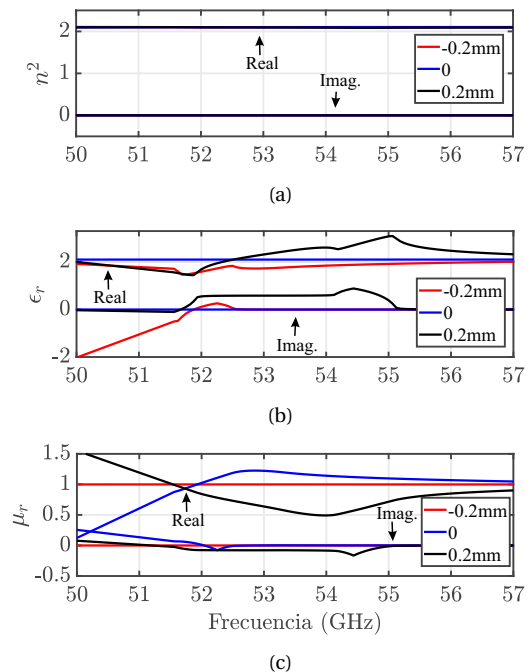 2
1
0
n²
Real
Imag.
-0.2mm
0
0.2mm
50 51 52 53 54 55 56 57
(a)
2
0
-2
ϵr
Real
Imag.
-0.2mm
0
0.2mm
50 51 52 53 54 55 56 57
(b)
1.5
1
0.5
0
-0.5
μr
Real
Imag.
-0.2mm
0
0.2mm
50 51 52 53 54 55 56 57
Frecuencia (GHz)
(c)